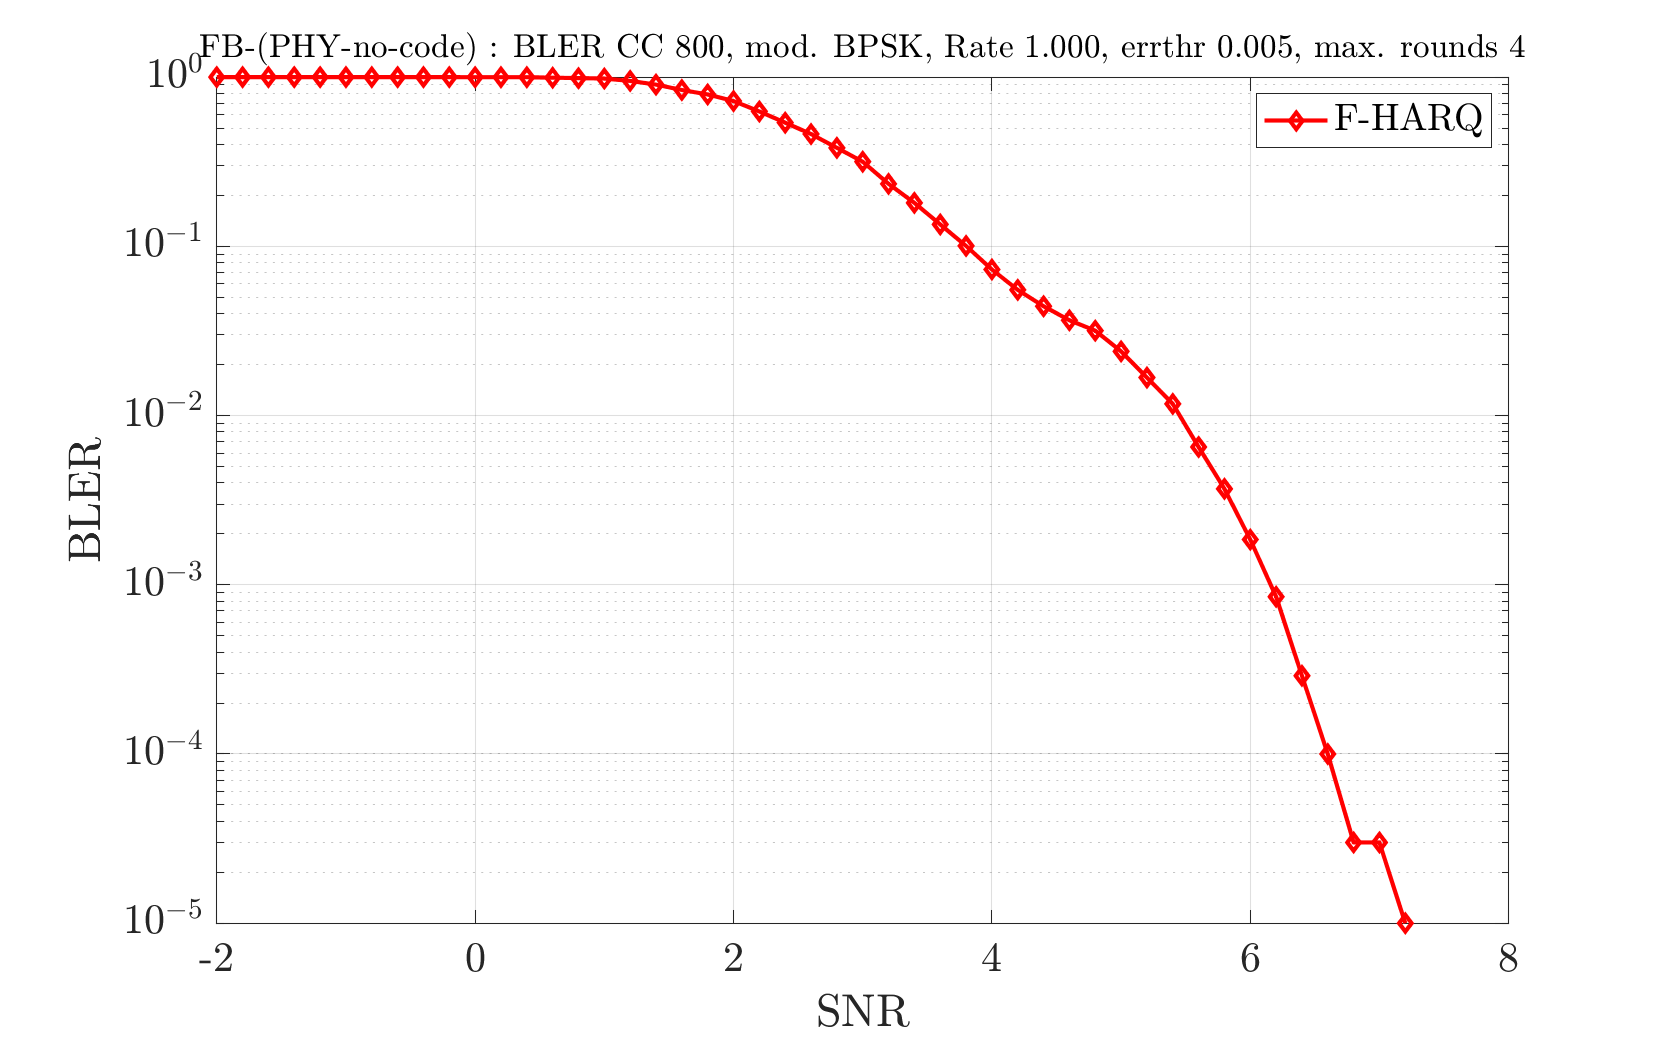 FB-(PHY-no-code) : BLER CC 800, mod. BPSK, Rate 1.000, errthr 0.005, max. rounds 4
F-HARQ
10^0
10^-1
10^-2
10^-3
10^-4
10^-5
BLER
-2 0 2 4 6 8
SNR